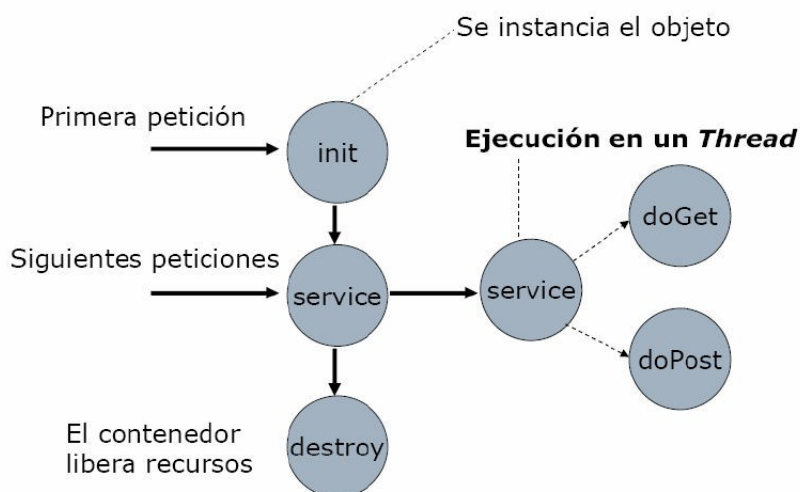 Se instancia el objeto
Primera petición
init
Ejecución en un Thread
doGet
Siguientes peticiones
service
service
doPost
El contenedor
libera recursos
destroy